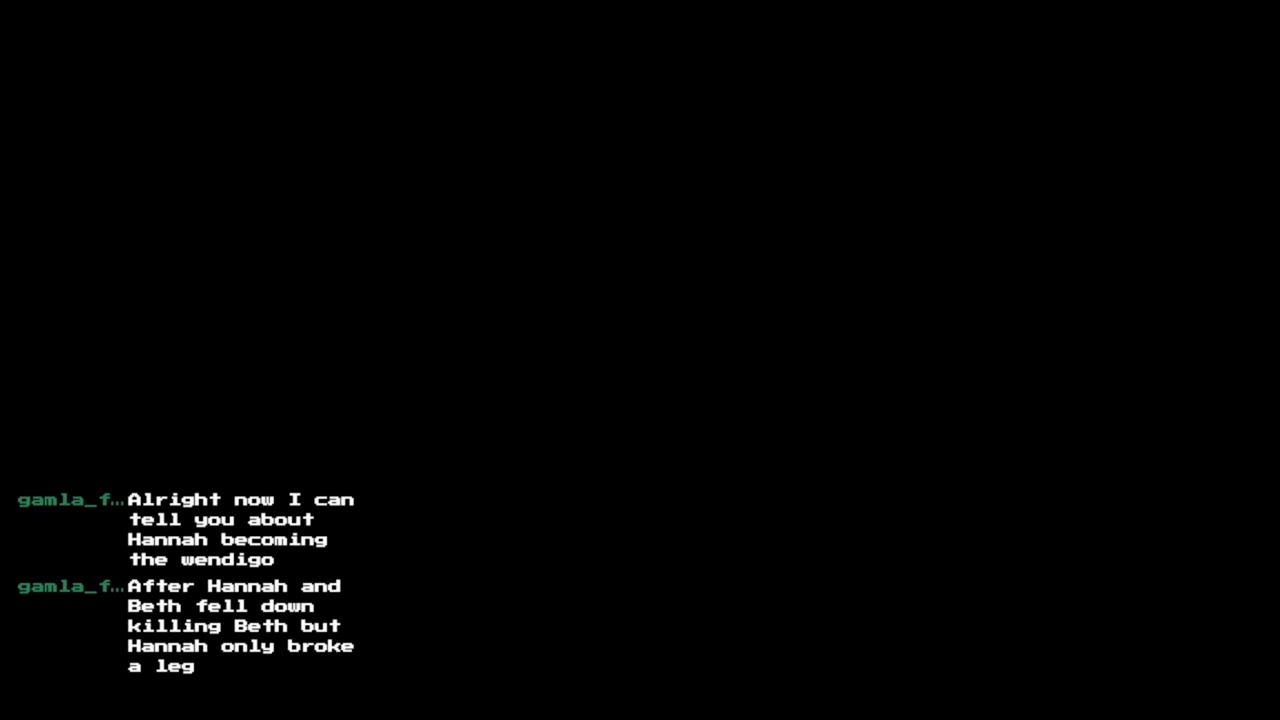 gamla_f…Alright now I can
tell you about
Hannah becoming
the wendigo
gamla_f…After Hannah and
Beth fell down
killing Beth but
Hannah only broke
a leg